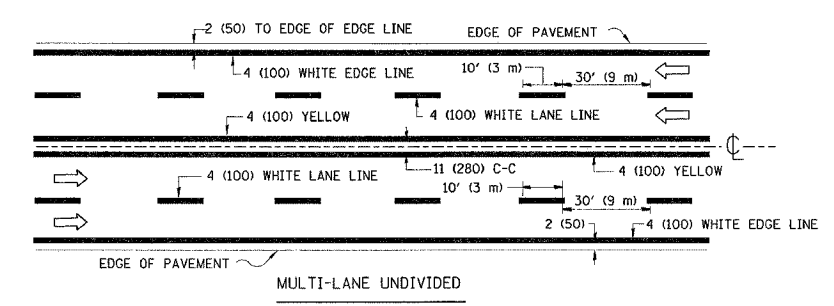 2 (50) TO EDGE OF EDGE LINE
EDGE OF PAVEMENT
4 (100) WHITE EDGE LINE
10' (3 m)
30' (9 m)
4 (100) YELLOW
4 (100) WHITE LANE LINE
℄
4 (100) WHITE LANE LINE
11 (280) C-C
4 (100) YELLOW
10' (3 m)
30' (9 m)
2 (50)
4 (100) WHITE EDGE LINE
EDGE OF PAVEMENT
MULTI-LANE UNDIVIDED